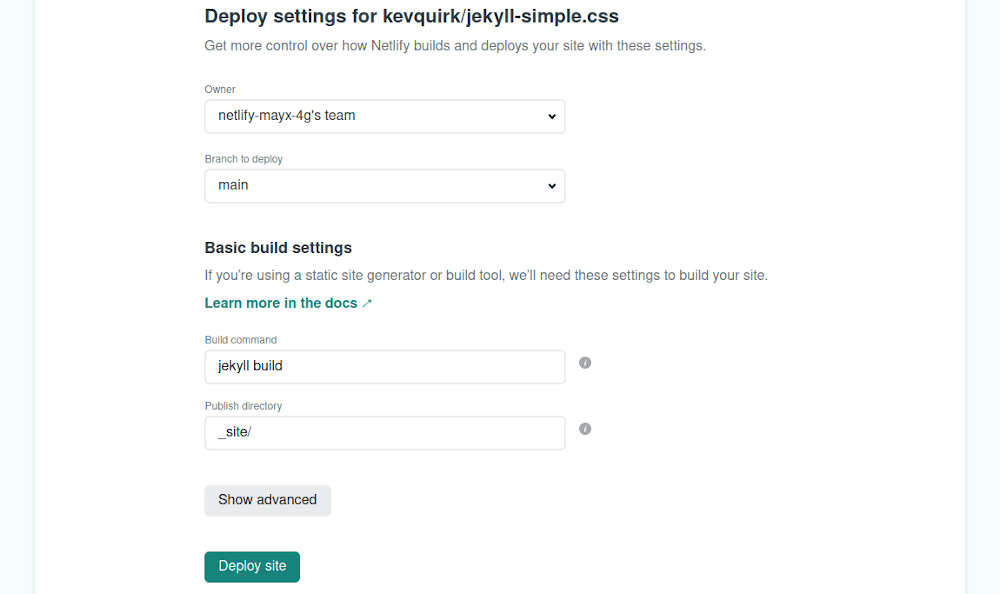 Deploy settings for kevquirk/jekyll-simple.css
Get more control over how Netlify builds and deploys your site with these settings.
Owner
netlify-mayx-4g's team
Branch to deploy
main
Basic build settings
If you’re using a static site generator or build tool, we’ll need these settings to build your site.
Learn more in the docs ↗
Build command
jekyll build
i
Publish directory
_site/
i
Show advanced
Deploy site